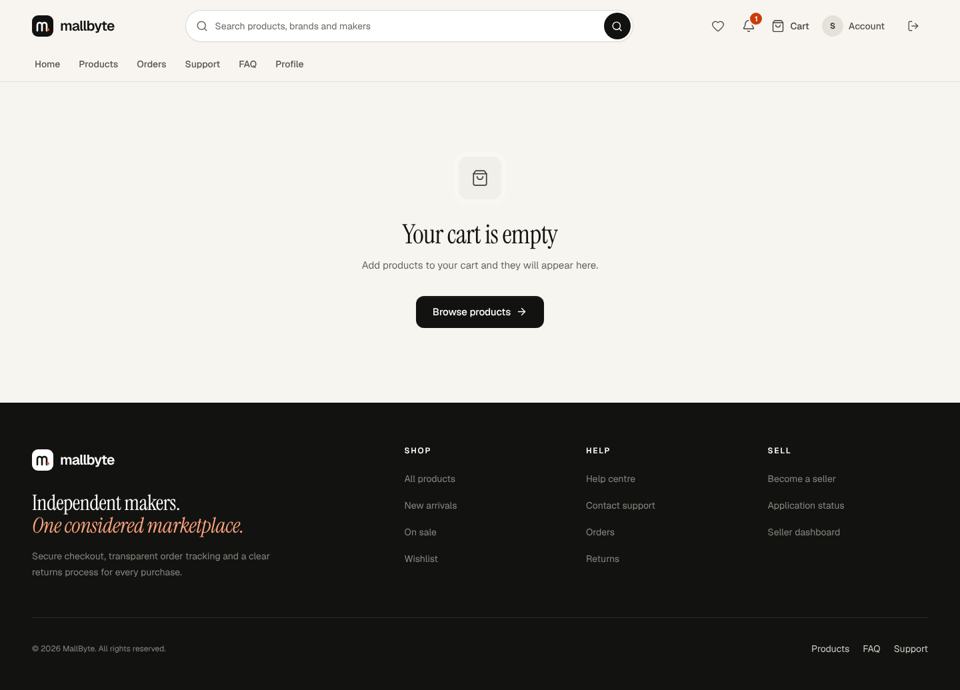 mallbyte
Search products, brands and makers
1
Cart
S
Account
Home Products Orders Support FAQ Profile
Your cart is empty
Add products to your cart and they will appear here.
Browse products
mallbyte
Independent makers.
One considered marketplace.
Secure checkout, transparent order tracking and a clear
returns process for every purchase.
SHOP
All products
New arrivals
On sale
Wishlist
HELP
Help centre
Contact support
Orders
Returns
SELL
Become a seller
Application status
Seller dashboard
© 2026 MallByte. All rights reserved.
Products FAQ Support